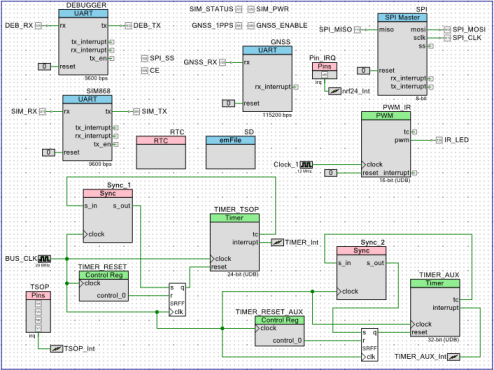 DEBUGGER
UART
DEB_RX
rx
tx
DEB_TX
tx_interrupt
rx_interrupt
tx_en
0
reset
9600 bps
SIM_STATUS
SIM_PWR
GNSS_1PPS
GNSS_ENABLE
SPI_SS
CE
GNSS
UART
GNSS_RX
rx
rx_interrupt
0
reset
115200 bps
SPI
SPI Master
SPI_MISO
miso
mosi
SPI_MOSI
sclk
SPI_CLK
ss
rx_interrupt
0
reset
tx_interrupt
8-bit
Pin_IRQ
Pins
irq
nrf24_Int
SIM868
UART
SIM_RX
rx
tx
SIM_TX
tx_interrupt
rx_interrupt
tx_en
0
reset
9600 bps
RTC
RTC
SD
emFile
PWM_IR
PWM
tc
pwm
IR_LED
Clock_1
12 MHz
clock
0
reset
interrupt
16-bit (UDB)
Sync_1
Sync
s_in
s_out
clock
TIMER_TSOP
Timer
tc
interrupt
TIMER_Int
clock
reset
24-bit (UDB)
BUS_CLK
TIMER_RESET
Control Reg
clock
control_0
s
q
r
SRFF
clk
TSOP
Pins
irq
TSOP_Int
Sync_2
Sync
s_in
s_out
clock
TIMER_AUX
Timer
tc
interrupt
clock
reset
32-bit (UDB)
TIMER_RESET_AUX
Control Reg
clock
control_0
s
q
r
SRFF
clk
TIMER_AUX_Int